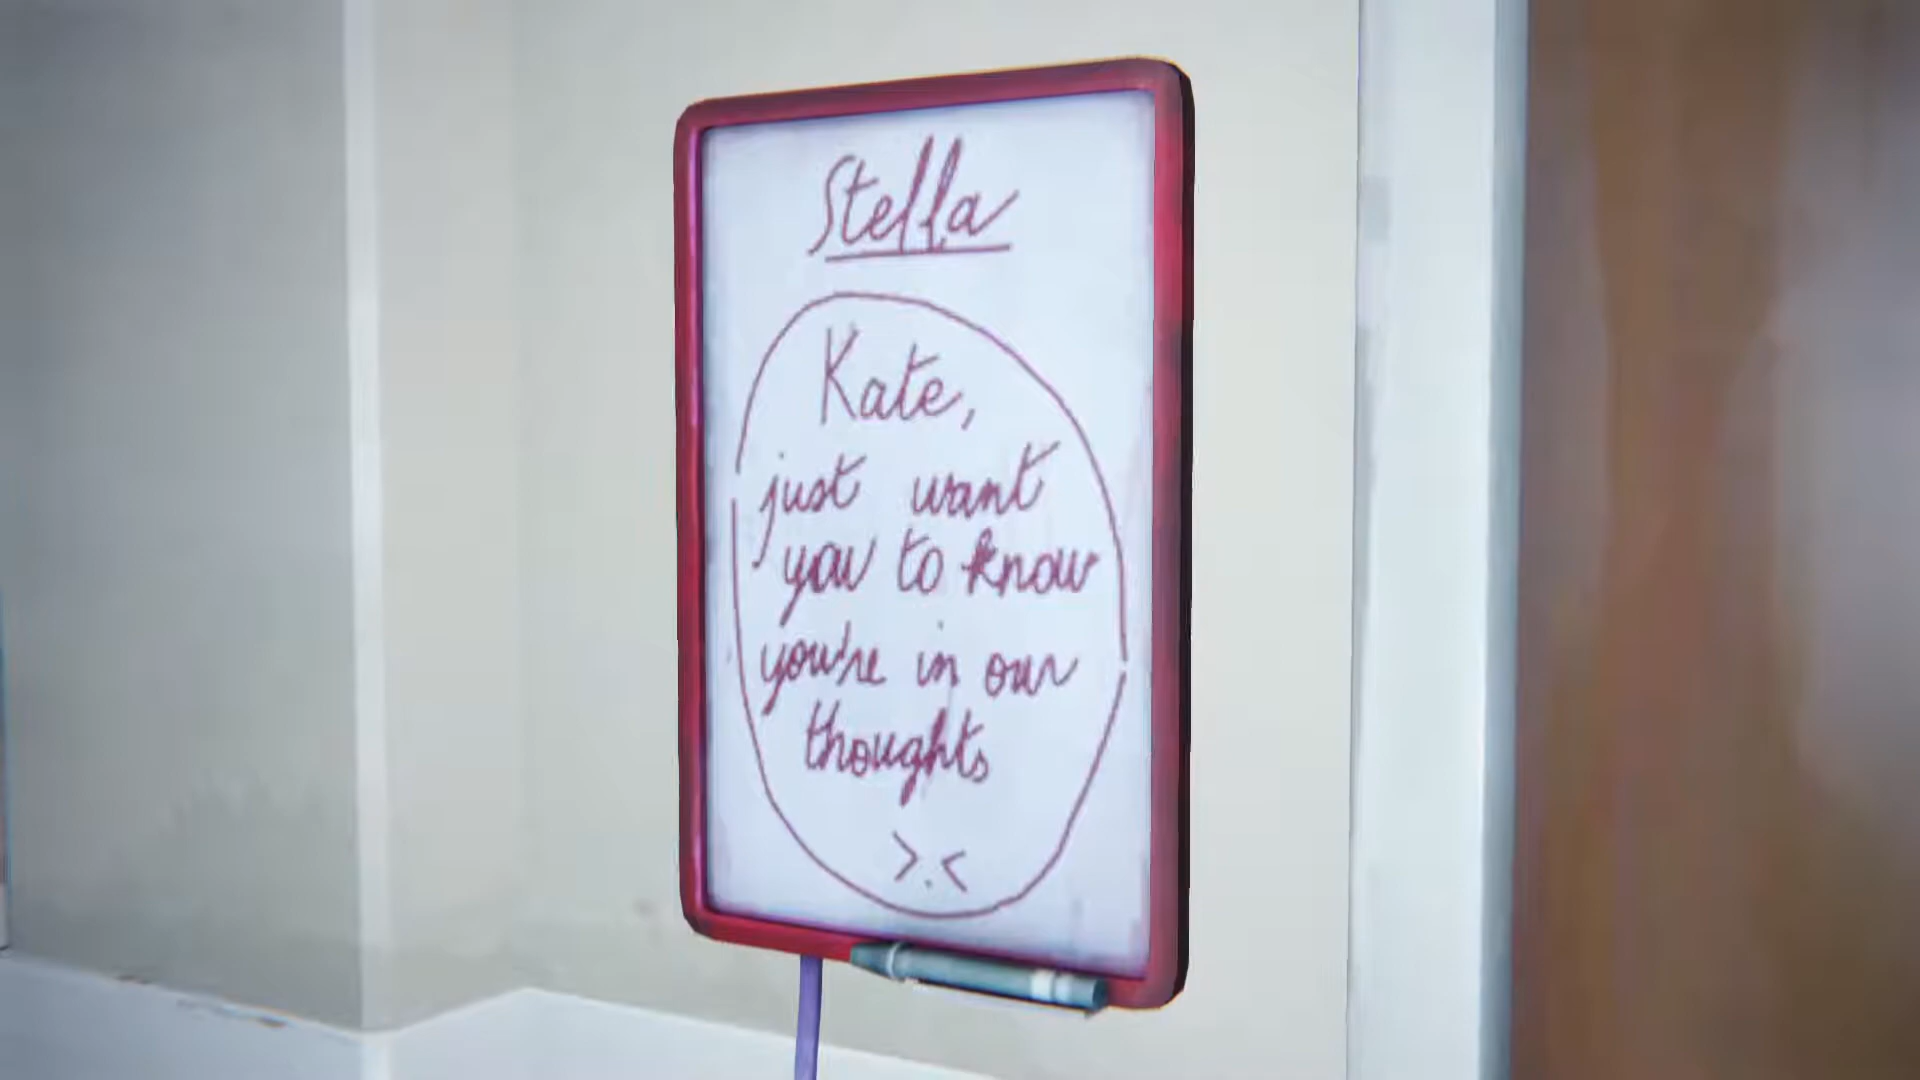 Stella
Kate,
just want
you to know
you're in our
thoughts
>.<